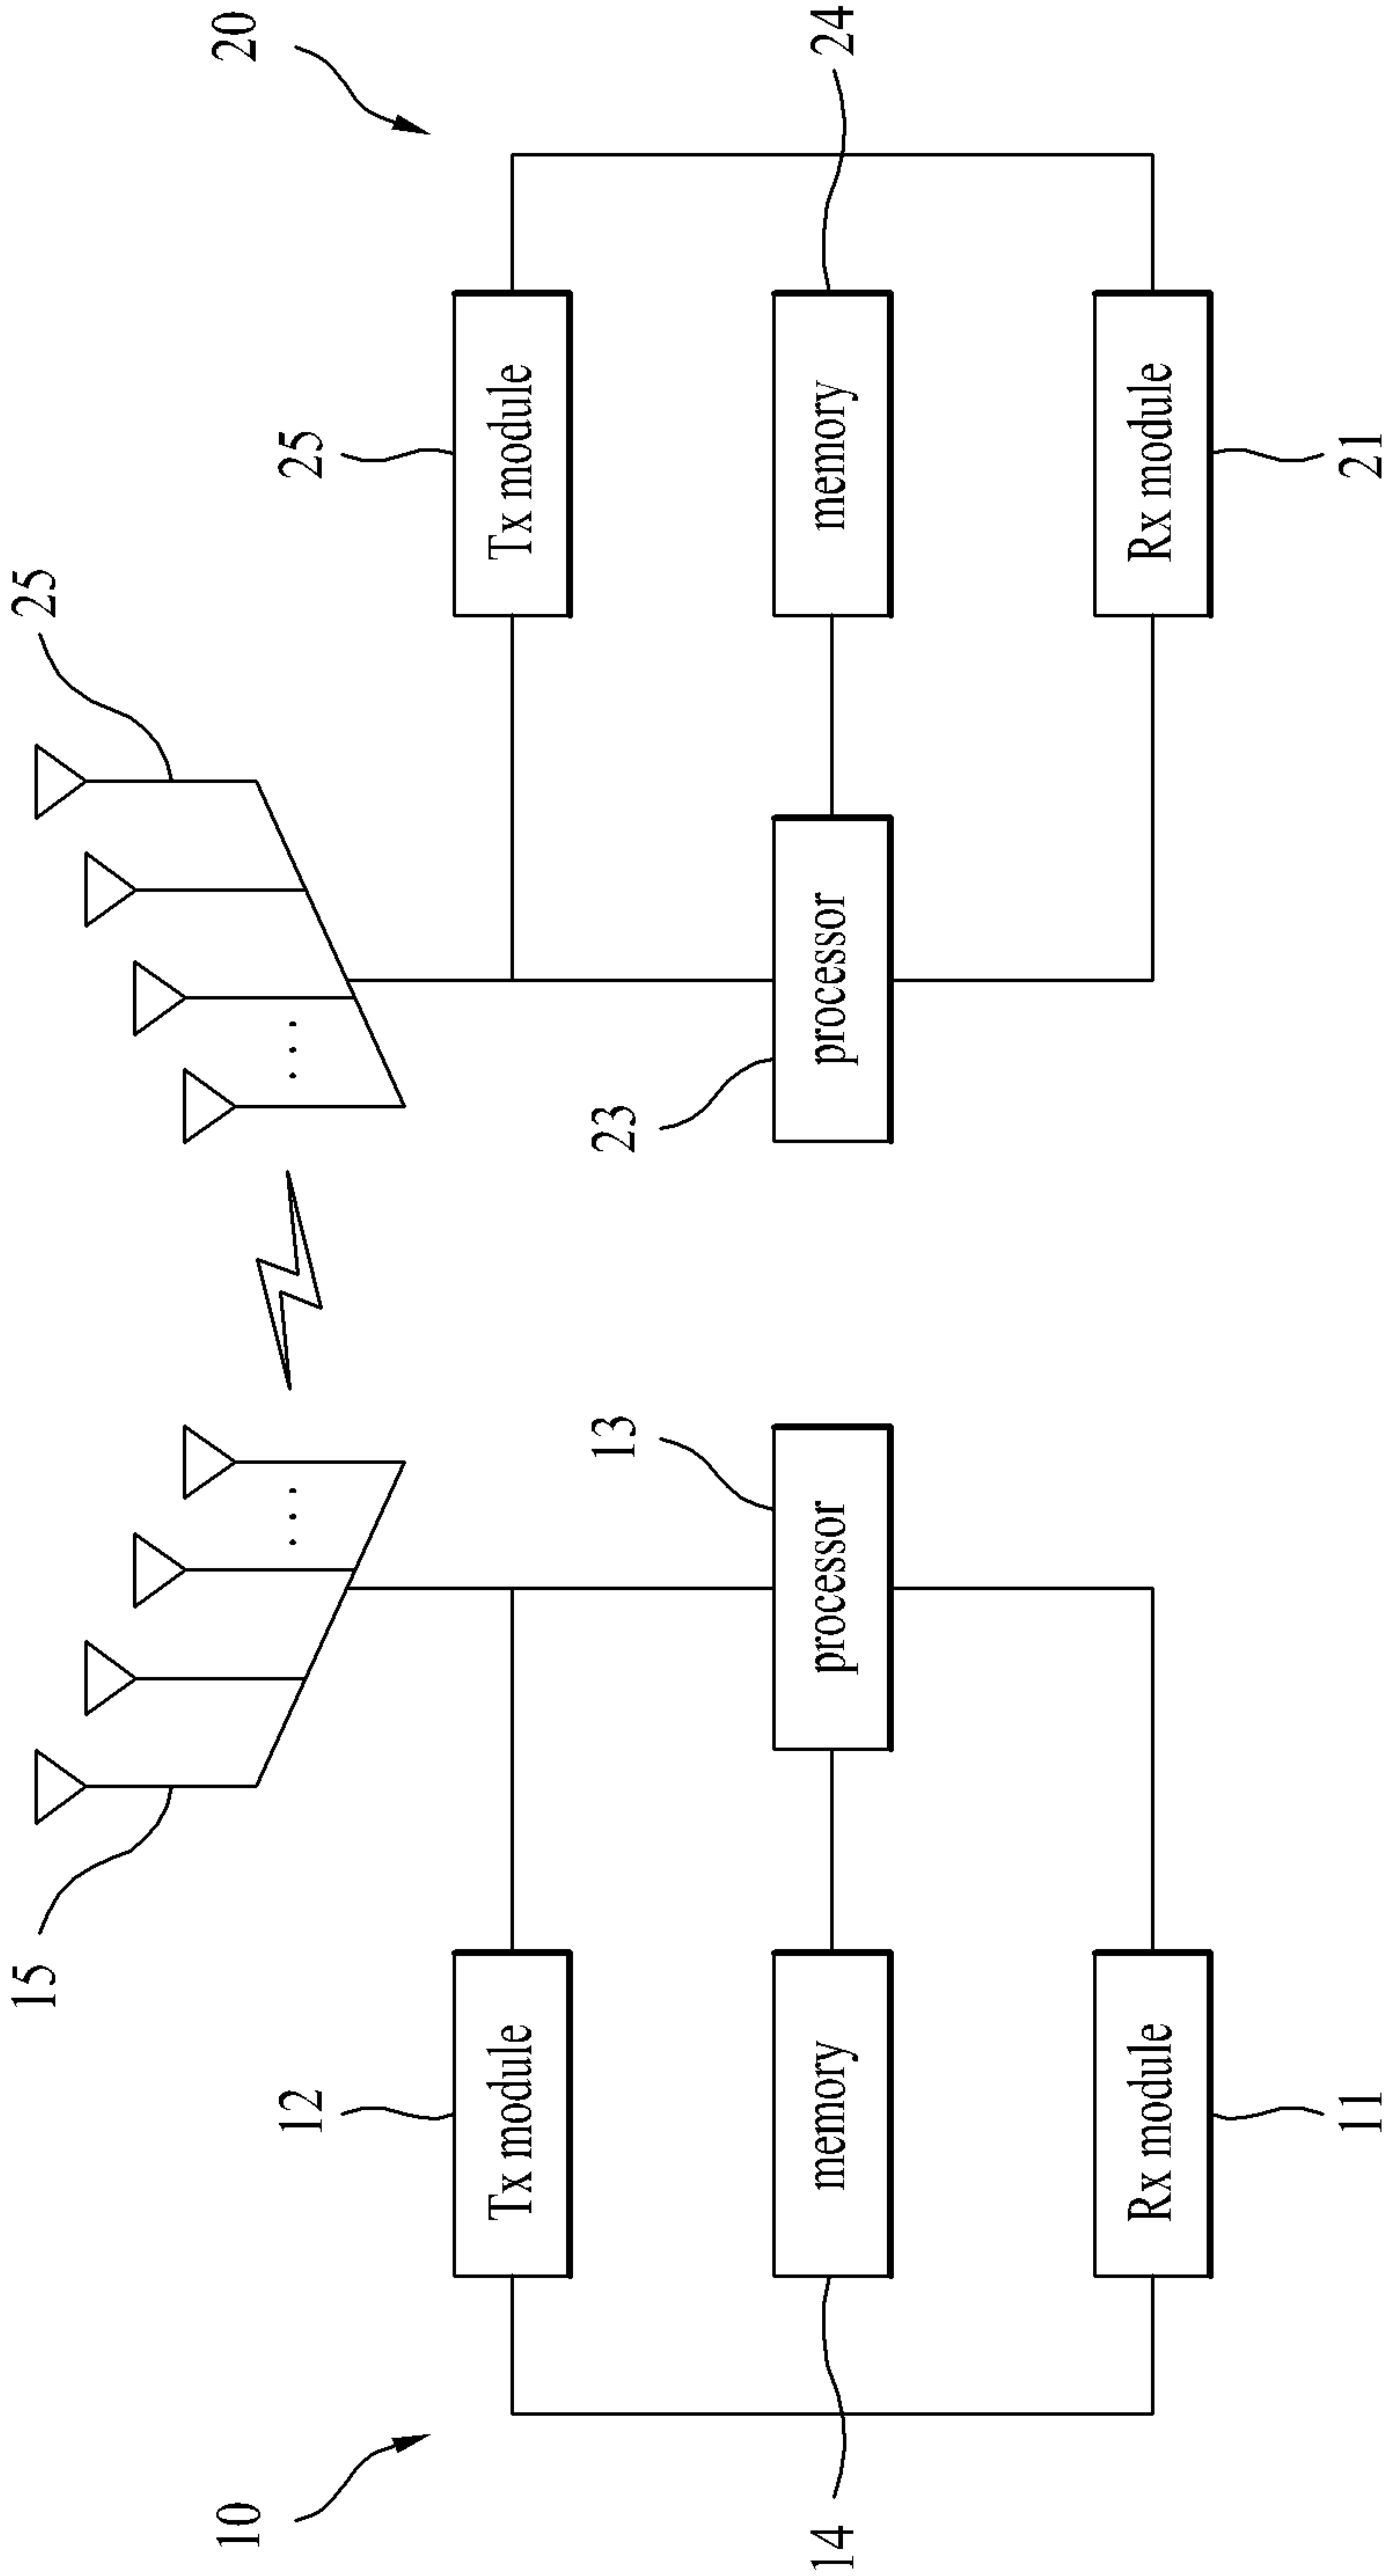 15 25
10 20
12 25
Tx module Tx module
13 23
14 memory processor processor memory 24
Rx module Rx module
11 21